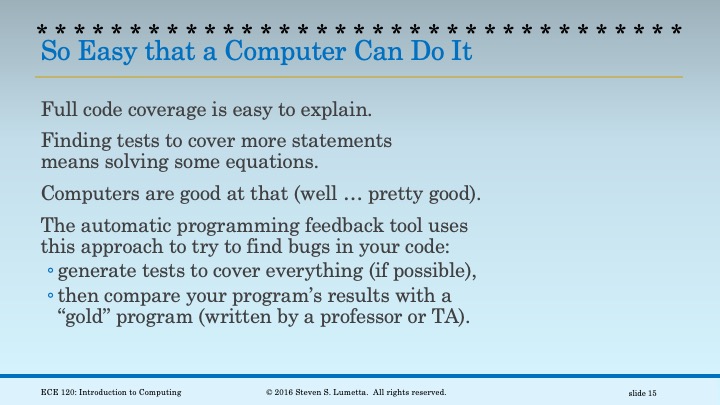 * * * * * * * * * * * * * * * * * * * * * * * * * * * * * * * * *
So Easy that a Computer Can Do It
Full code coverage is easy to explain.
Finding tests to cover more statements
means solving some equations.
Computers are good at that (well … pretty good).
The automatic programming feedback tool uses
this approach to try to find bugs in your code:
◦ generate tests to cover everything (if possible),
◦ then compare your program’s results with a
“gold” program (written by a professor or TA).
ECE 120: Introduction to Computing © 2016 Steven S. Lumetta. All rights reserved. slide 15